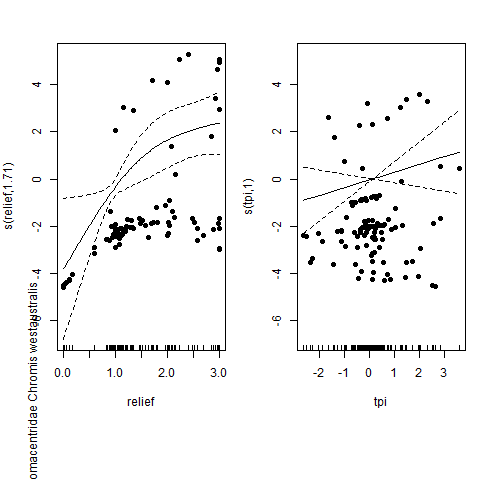 omacentridae Chromis westaustralis
s(relief,1.71)
4
2
0
-2
-4
-6
0.0 1.0 2.0 3.0
relief
s(tpi,1)
4
2
0
-2
-4
-6
-2 -1 0 1 2 3
tpi